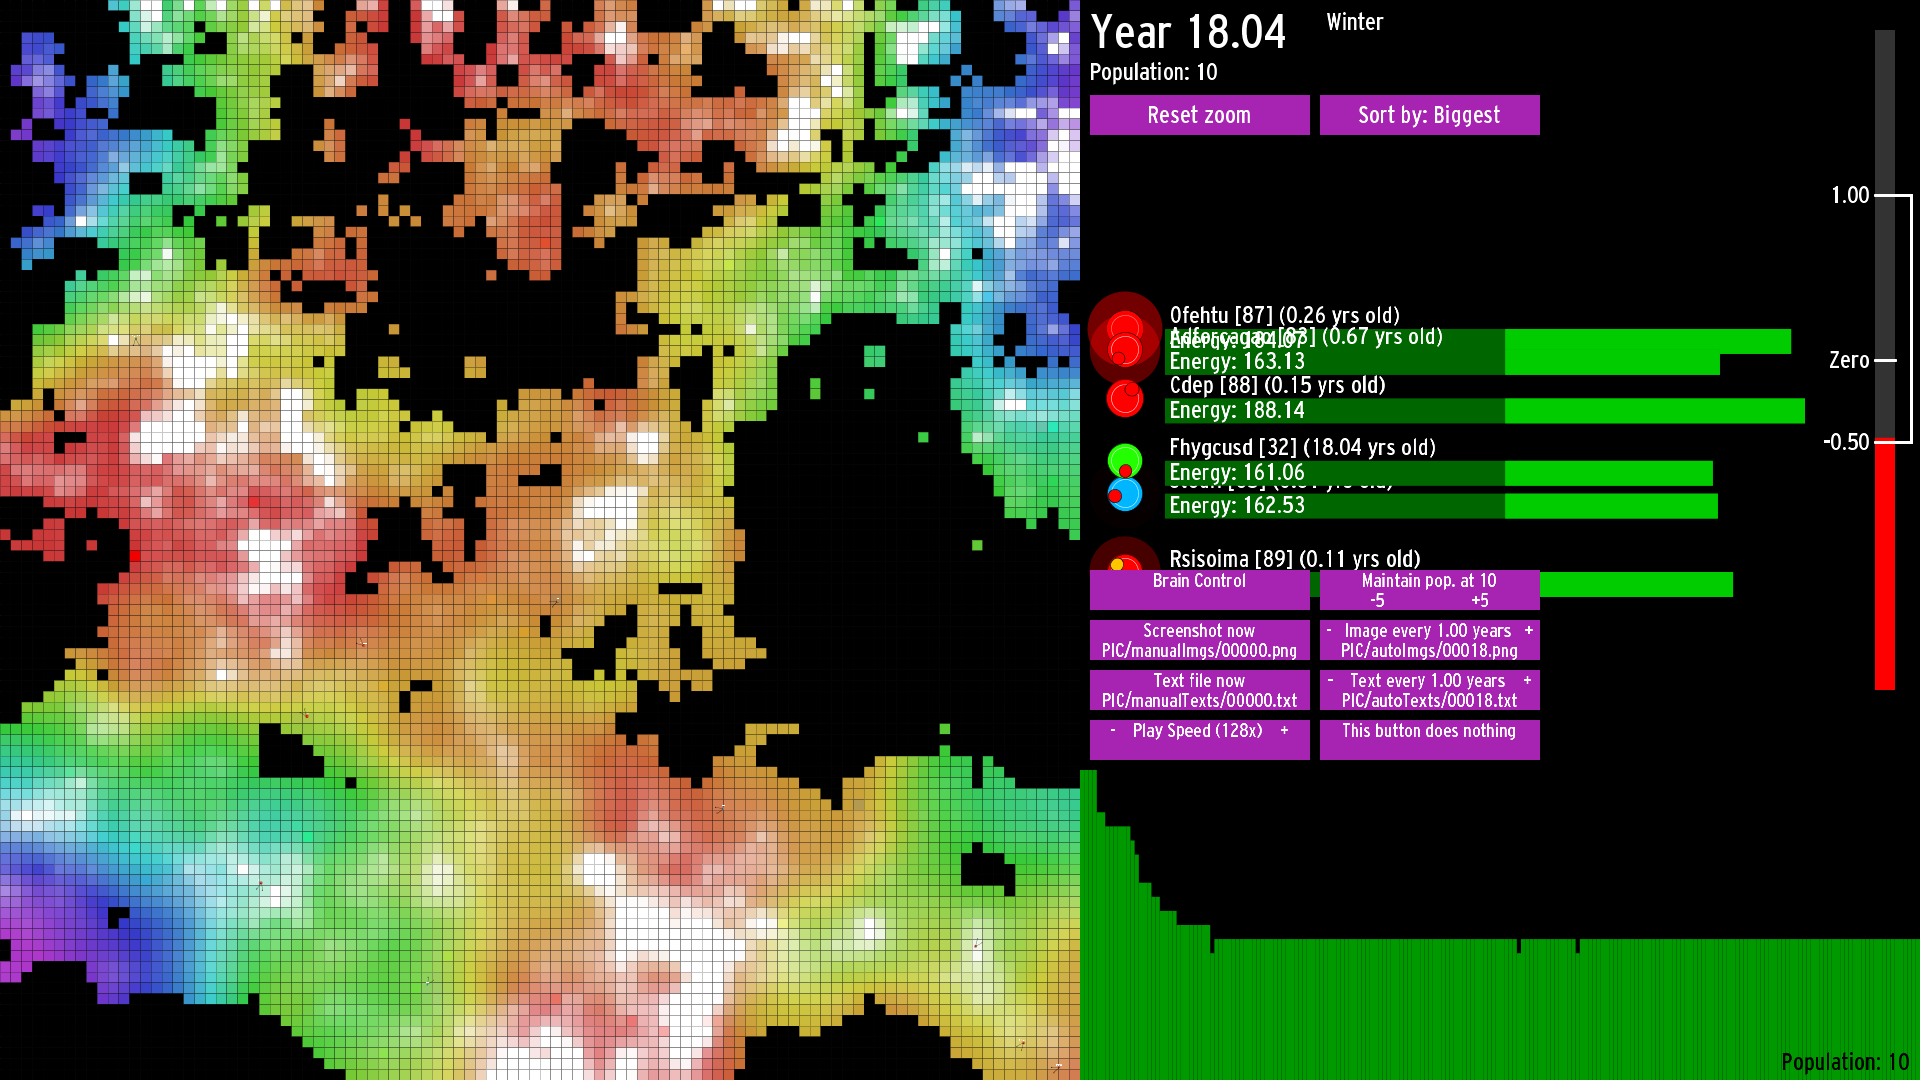 Year 18.04
Winter
Population: 10
Reset zoom
Sort by: Biggest
1.00
Zero
-0.50
Ofehtu [87] (0.26 yrs old)
[83] (0.67 yrs old)
Energy: 184.07
Energy: 163.13
Cdep [88] (0.15 yrs old)
Energy: 188.14
Fhygcusd [32] (18.04 yrs old)
Energy: 161.06
yrs old)
Energy: 162.53
Rsisoima [89] (0.11 yrs old)
Brain Control
Maintain pop. at 10
-5 +5
Screenshot now
PIC/manualImgs/00000.png
- Image every 1.00 years +
PIC/autoImgs/00018.png
Text file now
PIC/manualTexts/00000.txt
- Text every 1.00 years +
PIC/autoTexts/00018.txt
- Play Speed (128x) +
This button does nothing
Population: 10